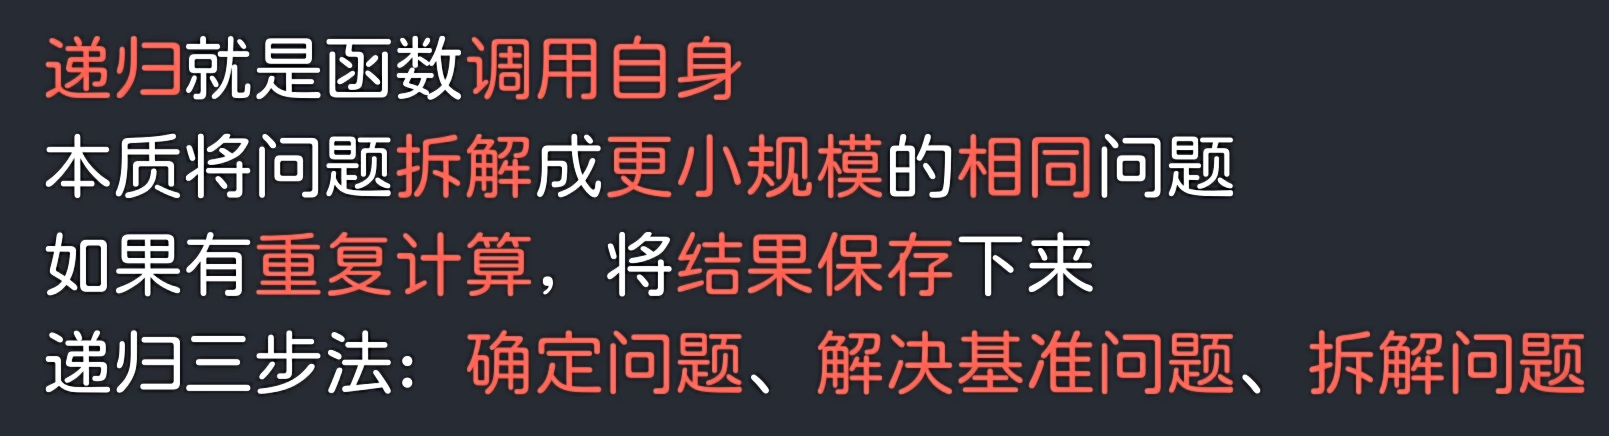 递归就是函数调用自身
本质将问题拆解成更小规模的相同问题
如果有重复计算，将结果保存下来
递归三步法：确定问题、解决基准问题、拆解问题